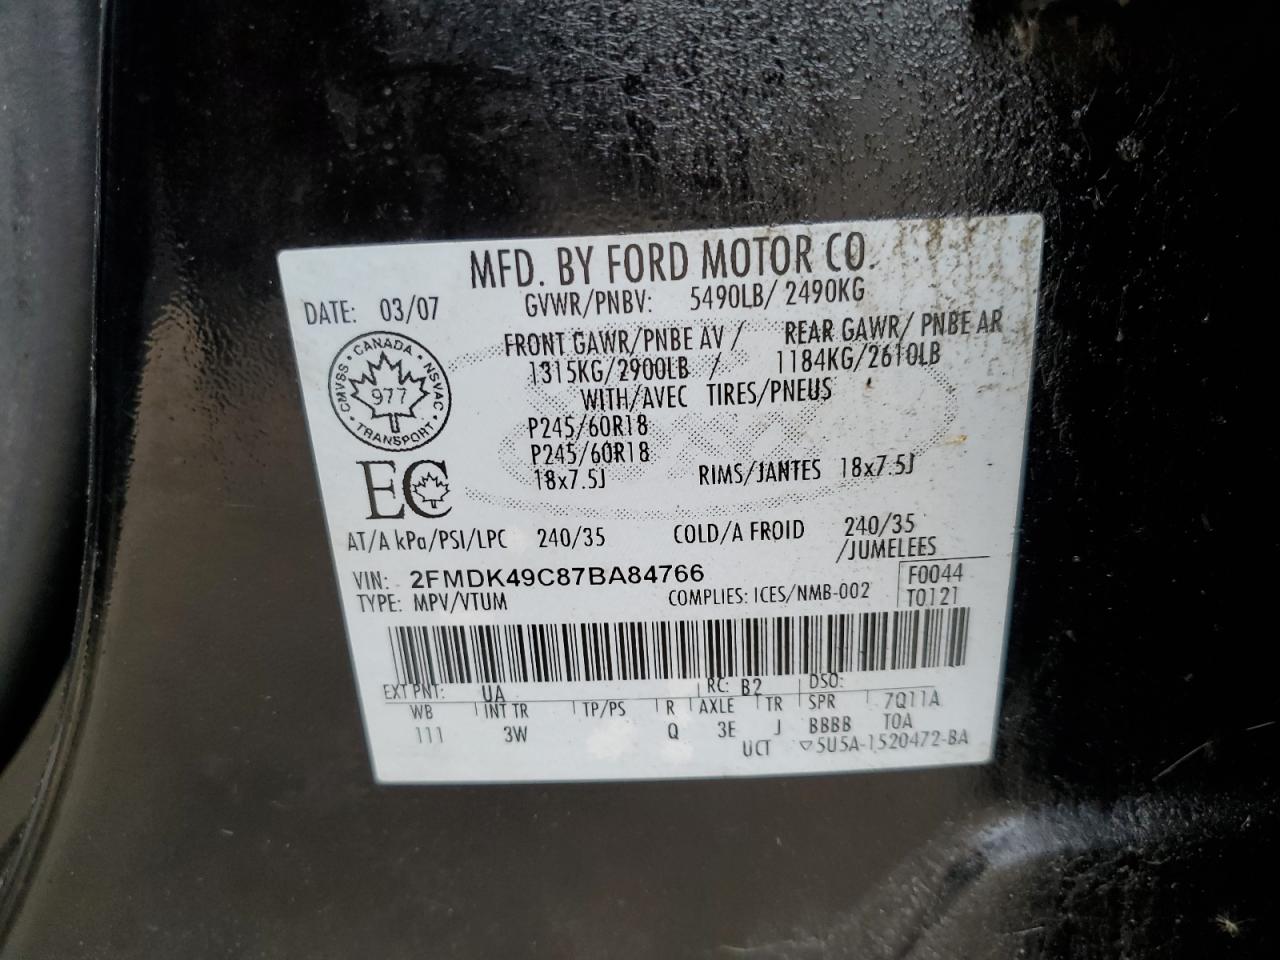 MFD. BY FORD MOTOR CO.
DATE: 03/07 GVWR/PNBV: 5490LB/ 2490KG
FRONT GAWR/PNBE AV / REAR GAWR/ PNBE AR
1315KG/2900LB / 1184KG/2610LB
WITH/AVEC TIRES/PNEUS
CANADA
CMVSS NSVAC
977
TRANSPORT
P245/60R18
P245/60R18
EC
18x7.5J RIMS/JANTES 18x7.5J
AT/A kPa/PSI/LPC 240/35 COLD/A FROID 240/35
/JUMELEES
VIN: 2FMDK49C87BA84766 F0044
TYPE: MPV/VTUM COMPLIES: ICES/NMB-002 T0121
EXT PNT: UA RC: B2 DSO:
WB INT TR TP/PS R AXLE TR SPR 7Q11A
111 3W Q 3E J BBBB T0A
UCT ▽5U5A-1520472-BA